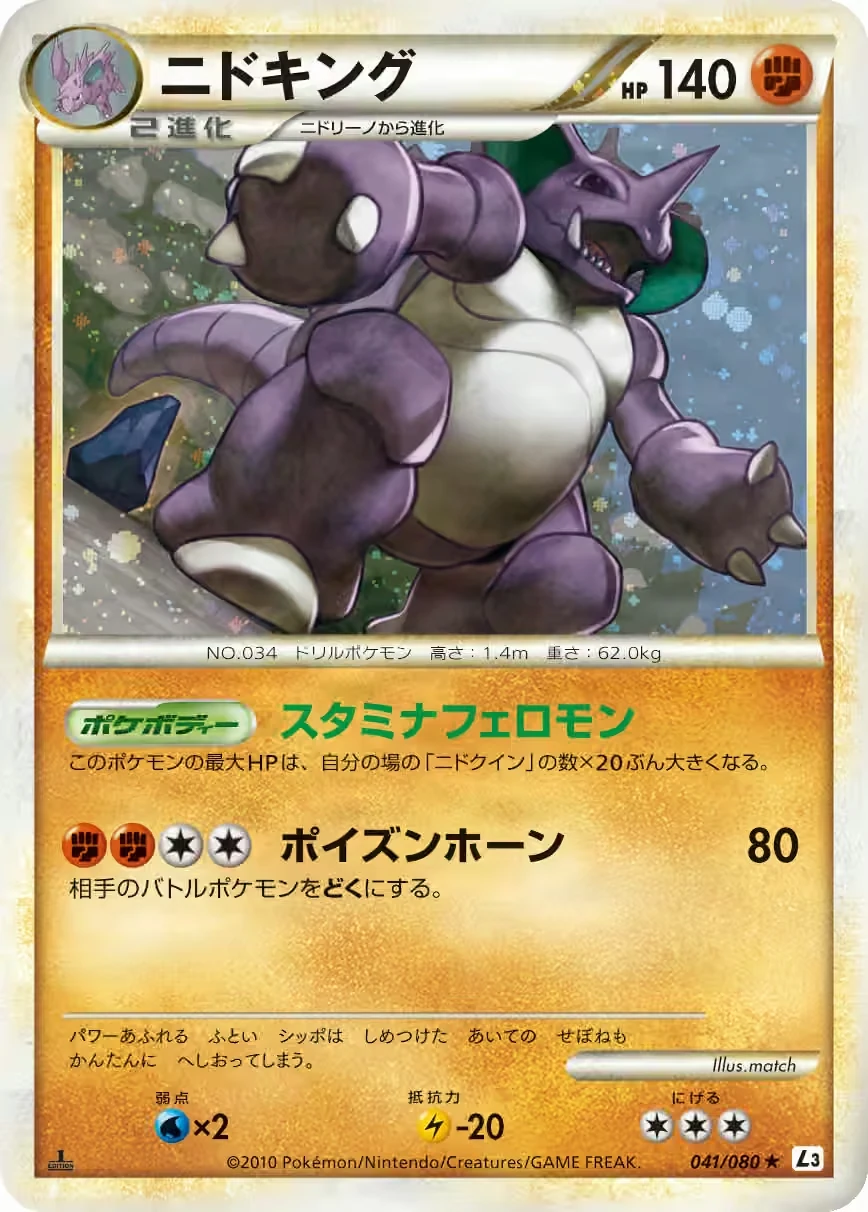 ニドキング HP 140
2進化 ニドリーノから進化
NO.034 ドリルポケモン 高さ:1.4m 重さ:62.0kg
ポケボディー スタミナフェロモン
このポケモンの最大HPは、自分の場の「ニドクイン」の数×20ぶん大きくなる。
ポイズンホーン 80
相手のバトルポケモンをどくにする。
パワーあふれる ふとい シッポは しめつけた あいての せぼねも
かんたんに へしおってしまう。
Illus.match
弱点 抵抗力 にげる
×2 -20
1 EDITION ©2010 Pokémon/Nintendo/Creatures/GAME FREAK. 041/080 ★ L3